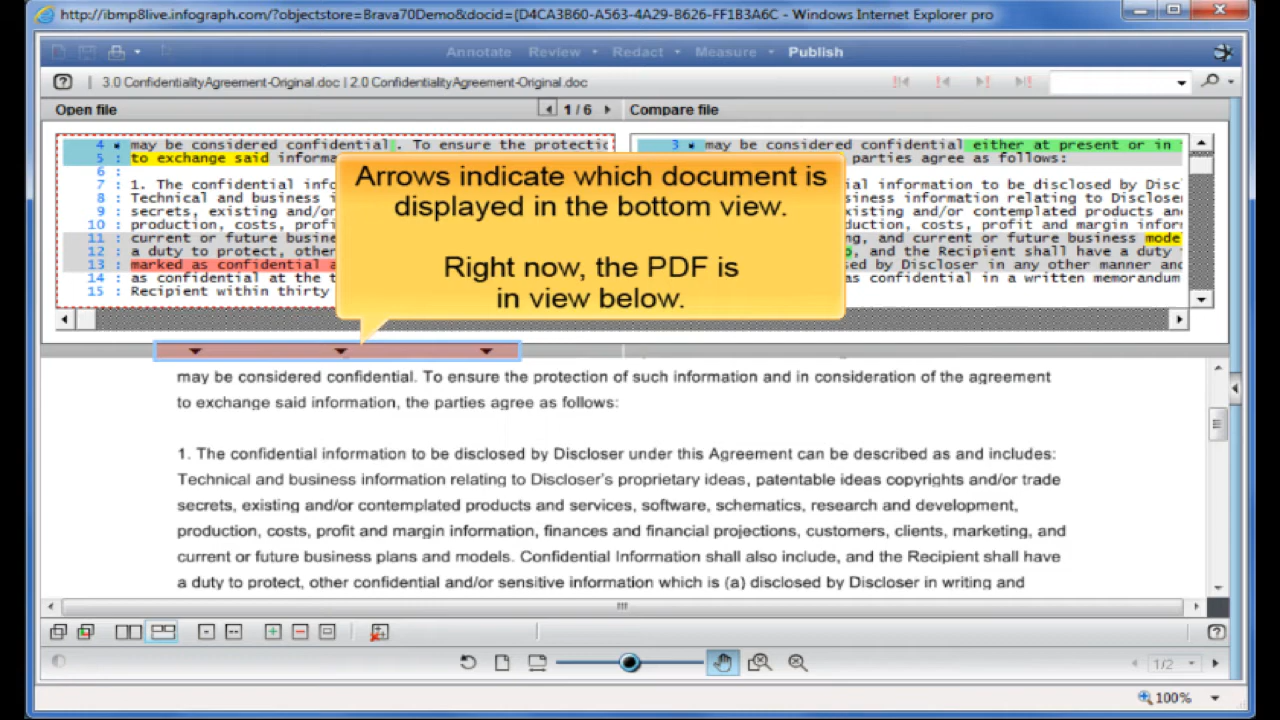 http://ibmp8live.infograph.com/?objectstore=Brava70Demo&docid={D4CA3B60-A563-4A29-B626-FF1B3A6C - Windows Internet Explorer pro
Annotate Review Redact Measure Publish
3.0 ConfidentialityAgreement-Original.doc | 2.0 ConfidentialityAgreement-Original.doc
Open file 1 / 6 Compare file
4 may be considered confidential . To ensure the protectio
5 : to exchange said informa
6 :
7 : 1. The confidential info
8 : Technical and business i
9 : secrets, existing and/or
10 : production, costs, profi
11 : current or future busine
12 : a duty to protect, other
13 : marked as confidential a
14 : as confidential at the t
15 : Recipient within thirty
3 may be considered confidential either at present or in
parties agree as follows:
al information to be disclosed by Disc
siness information relating to Disclose
isting and/or contemplated products an
duction, costs, profit and margin infor
ng, and current or future business mode
, and the Recipient shall have a duty
sed by Discloser in any other manner an
as confidential in a written memorandum
Arrows indicate which document is
displayed in the bottom view.
Right now, the PDF is
in view below.
may be considered confidential. To ensure the protection of such information and in consideration of the agreement
to exchange said information, the parties agree as follows:
1. The confidential information to be disclosed by Discloser under this Agreement can be described as and includes:
Technical and business information relating to Discloser's proprietary ideas, patentable ideas copyrights and/or trade
secrets, existing and/or contemplated products and services, software, schematics, research and development,
production, costs, profit and margin information, finances and financial projections, customers, clients, marketing, and
current or future business plans and models. Confidential Information shall also include, and the Recipient shall have
a duty to protect, other confidential and/or sensitive information which is (a) disclosed by Discloser in writing and
1/2
100%